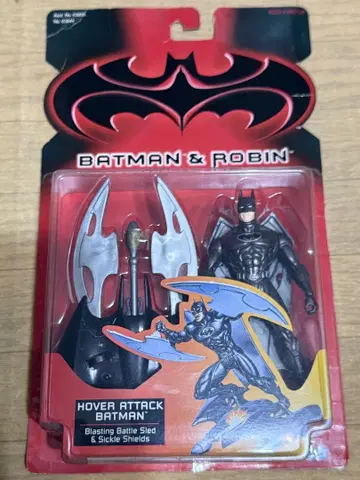 BATMAN & ROBIN
HOVER ATTACK
BATMAN
Blasting Battle Sled
& Sickle Shields